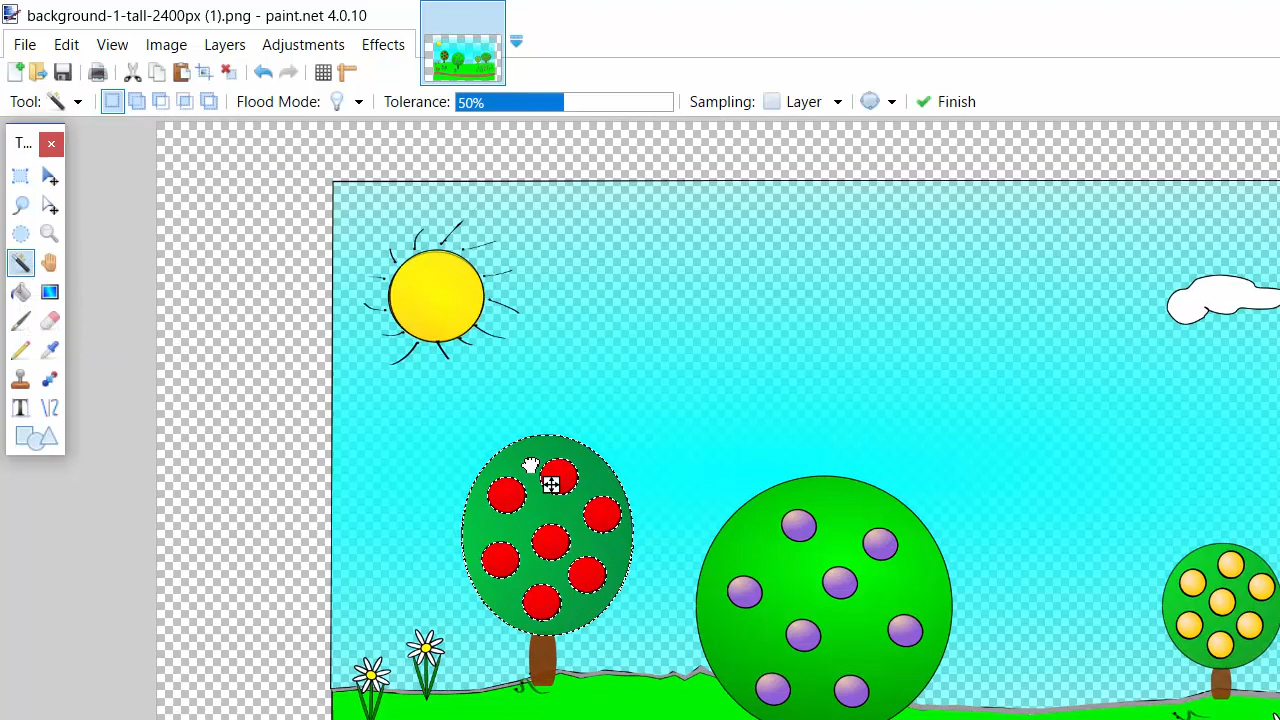 background-1-tall-2400px (1).png - paint.net 4.0.10
File Edit View Image Layers Adjustments Effects
Tool: Flood Mode: Tolerance: 50% Sampling: Layer Finish
T...